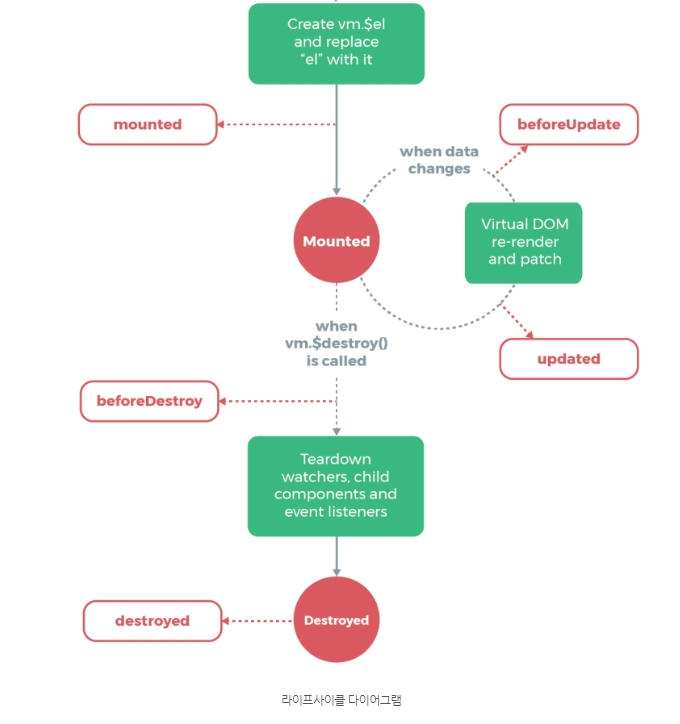 Create vm.$el
and replace
“el” with it
mounted
beforeUpdate
when data
changes
Mounted
Virtual DOM
re-render
and patch
when
vm.$destroy()
is called
updated
beforeDestroy
Teardown
watchers, child
components and
event listeners
destroyed
Destroyed
라이프사이클 다이어그램